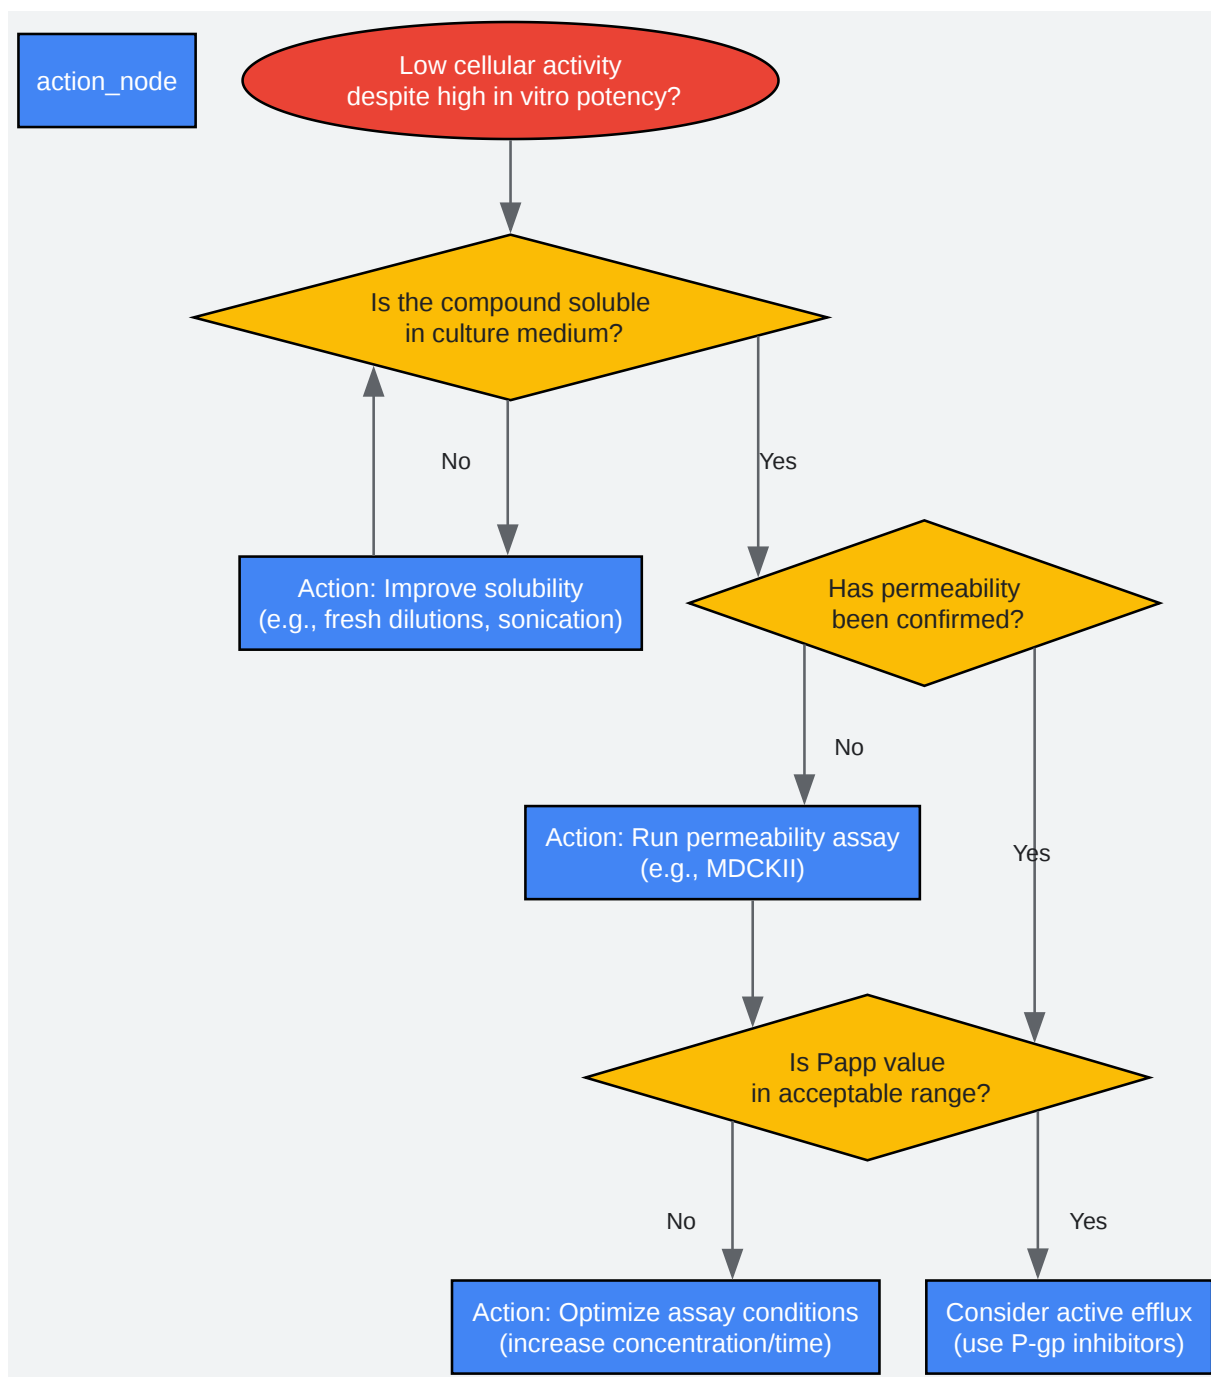 action_node
Low cellular activity
despite high in vitro potency?
Is the compound soluble
in culture medium?
No
Yes
Action: Improve solubility
(e.g., fresh dilutions, sonication)
Has permeability
been confirmed?
No
Action: Run permeability assay
(e.g., MDCKII)
Yes
Is Papp value
in acceptable range?
No
Yes
Action: Optimize assay conditions
(increase concentration/time)
Consider active efflux
(use P-gp inhibitors)